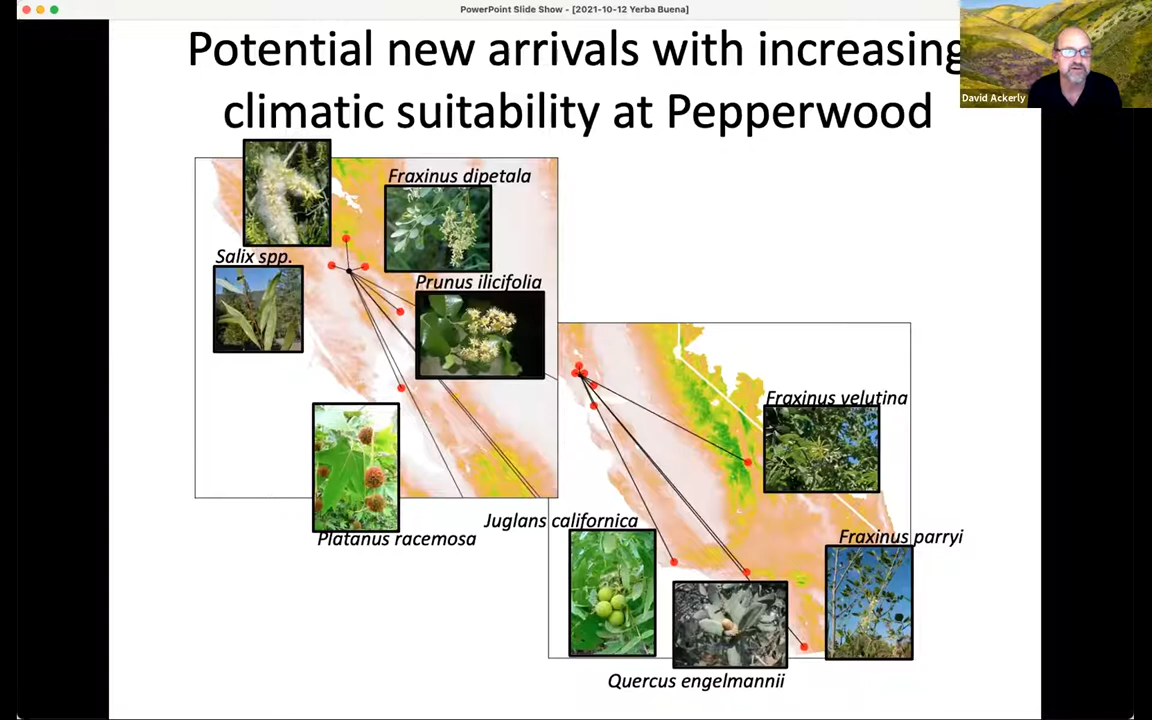 PowerPoint Slide Show - [2021-10-12 Yerba Buena]
Potential new arrivals with increasing
climatic suitability at Pepperwood
David Ackerly
Fraxinus dipetala
Salix spp.
Prunus ilicifolia
Fraxinus velutina
Platanus racemosa
Juglans californica
Fraxinus parryi
Quercus engelmannii